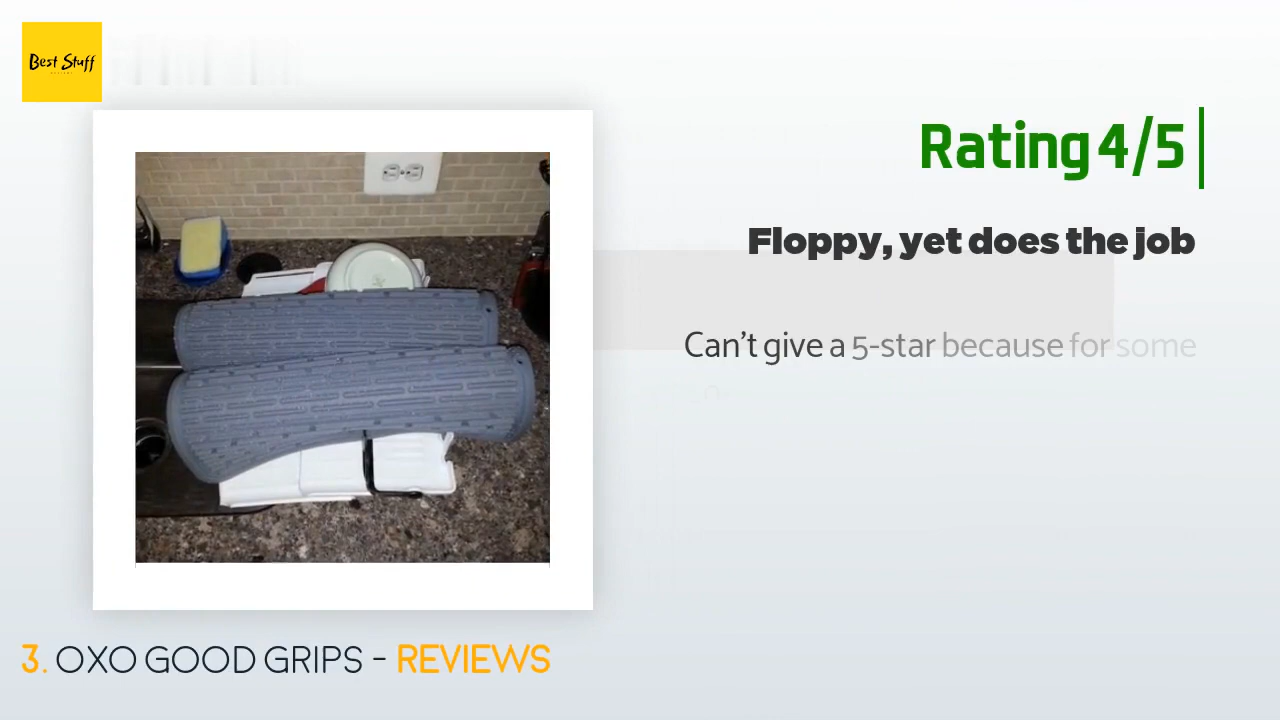 Best Stuff
Rating 4/5
Floppy, yet does the job
Can't give a 5-star because for some
3. OXO GOOD GRIPS - REVIEWS